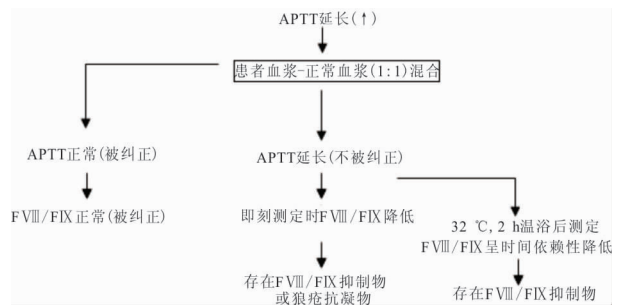 APTT延长(↑)
患者血浆-正常血浆(1:1)混合
APTT正常(被纠正)
APTT延长(不被纠正)
FⅧ/FⅨ正常(被纠正)
即刻测定时FⅧ/FⅨ降低
32 ℃,2 h温浴后测定
FⅧ/FⅨ呈时间依赖性降低
存在FⅧ/FⅨ抑制物
或狼疮抗凝物
存在FⅧ/FⅨ抑制物